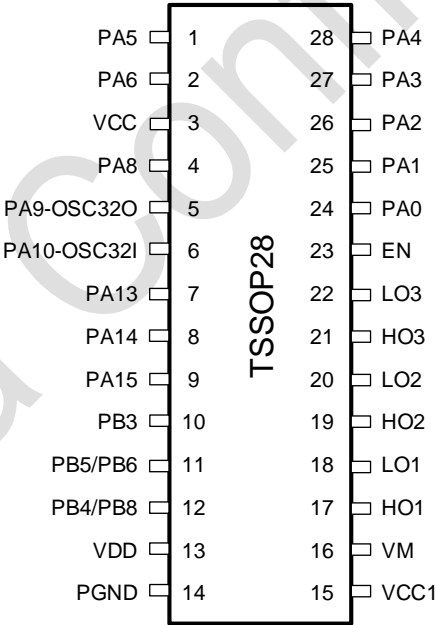 PA5 1 28 PA4
PA6 2 27 PA3
VCC 3 26 PA2
PA8 4 25 PA1
PA9-OSC32O 5 24 PA0
PA10-OSC32I 6 23 EN
PA13 7 22 LO3
PA14 8 21 HO3
PA15 9 20 LO2
PB3 10 19 HO2
PB5/PB6 11 18 LO1
PB4/PB8 12 17 HO1
VDD 13 16 VM
PGND 14 15 VCC1
TSSOP28